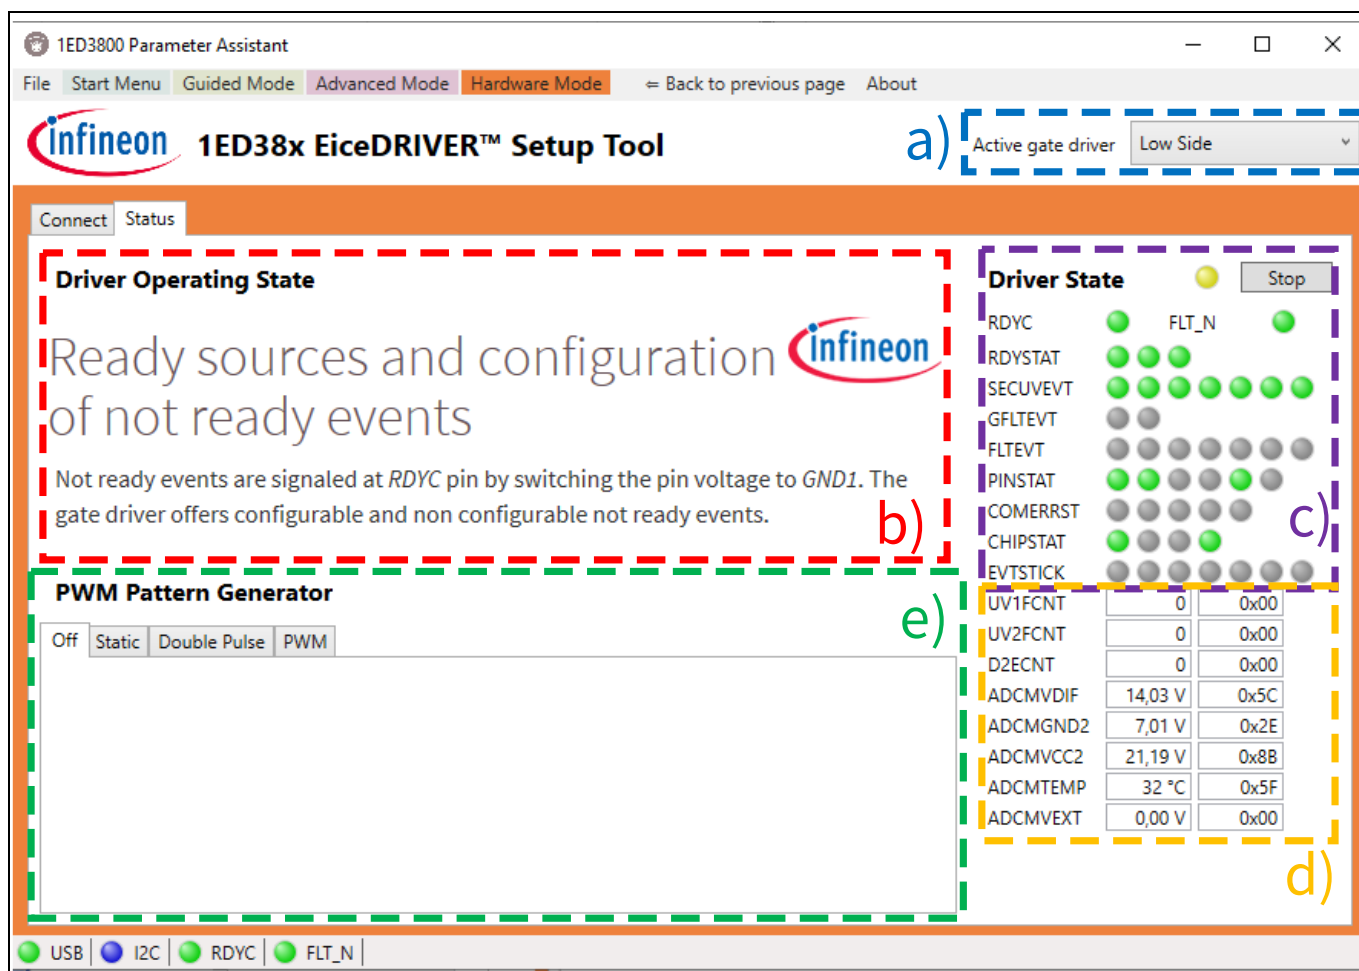 1ED3800 Parameter Assistant
File Start Menu Guided Mode Advanced Mode Hardware Mode ⇐ Back to previous page About
infineon 1ED38x EiceDRIVER™ Setup Tool a) Active gate driver Low Side
Connect Status
Driver Operating State
Ready sources and configuration infineon
of not ready events
Not ready events are signaled at RDYC pin by switching the pin voltage to GND1. The
gate driver offers configurable and non configurable not ready events.
b)
Driver State Stop
RDYC FLT_N
RDYSTAT
SECUVEVT
GFLTEVT
FLTEVT
PINSTAT
COMERRST
c)
CHIPSTAT
EVTSTICK
UV1FCNT 0 0x00
UV2FCNT 0 0x00
D2ECNT 0 0x00
ADCMVDIF 14,03 V 0x5C
ADCMGND2 7,01 V 0x2E
ADCMVCC2 21,19 V 0x8B
ADCMTEMP 32 °C 0x5F
ADCMVEXT 0,00 V 0x00
d)
PWM Pattern Generator
e)
Off Static Double Pulse PWM
USB I2C RDYC FLT_N